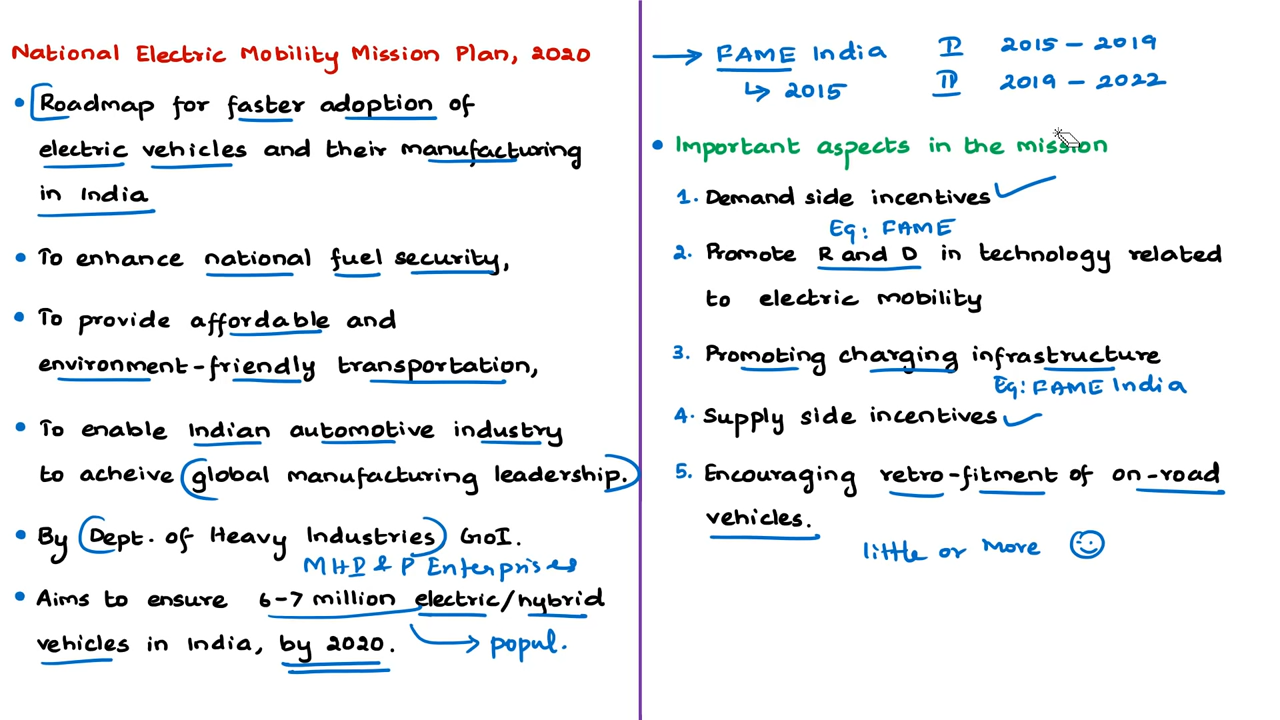 National Electric Mobility Mission Plan, 2020
• Roadmap for faster adoption of
electric vehicles and their manufacturing
in India
• To enhance national fuel security,
• To provide affordable and
environment-friendly transportation,
• To enable Indian automotive industry
to acheive global manufacturing leadership.
• By Dept. of Heavy Industries GoI.
MHI & P Enterprises
• Aims to ensure 6-7 million electric/hybrid
vehicles in India, by 2020.
→ popul.
→ FAME India
↳ 2015
I 2015 - 2019
II 2019 - 2022
• Important aspects in the mission
1. Demand side incentives
Eg: FAME
2. Promote R and D in technology related
to electric mobility
3. Promoting charging infrastructure
Eg: FAME India
4. Supply side incentives
5. Encouraging retro-fitment of on-road
vehicles.
little or more